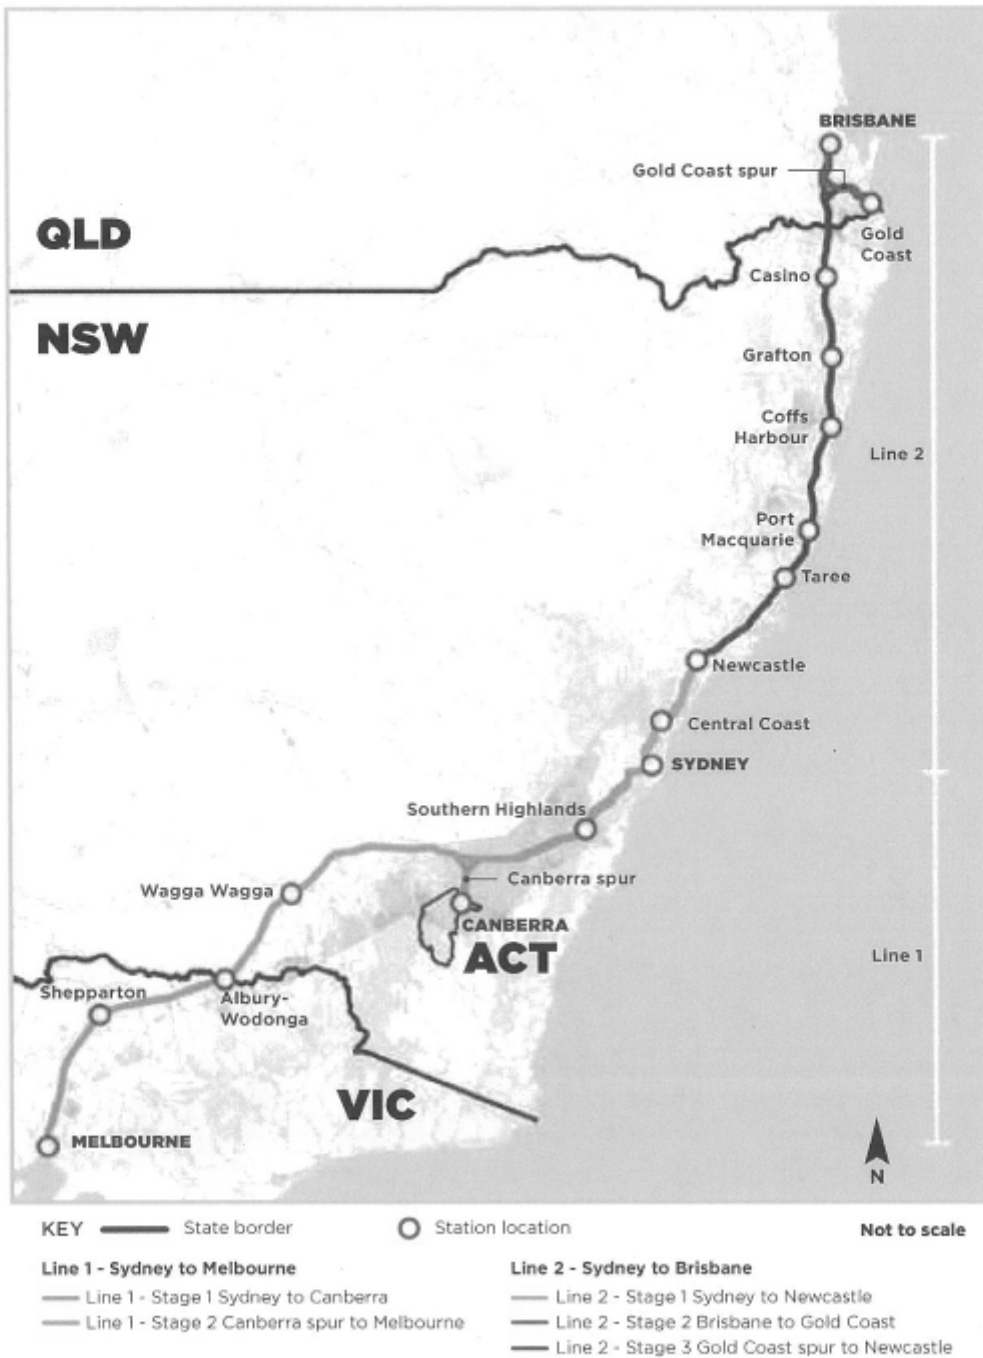 BRISBANE
Gold Coast spur
QLD
Gold
Coast
Casino
NSW
Grafton
Coffs
Harbour
Line 2
Port
Macquarie
Taree
Newcastle
Central Coast
SYDNEY
Southern Highlands
Wagga Wagga
Canberra spur
CANBERRA
ACT
Line 1
Shepparton
Albury-
Wodonga
VIC
MELBOURNE
N
KEY State border Station location Not to scale
Line 1 - Sydney to Melbourne
Line 1 - Stage 1 Sydney to Canberra
Line 1 - Stage 2 Canberra spur to Melbourne
Line 2 - Sydney to Brisbane
Line 2 - Stage 1 Sydney to Newcastle
Line 2 - Stage 2 Brisbane to Gold Coast
Line 2 - Stage 3 Gold Coast spur to Newcastle